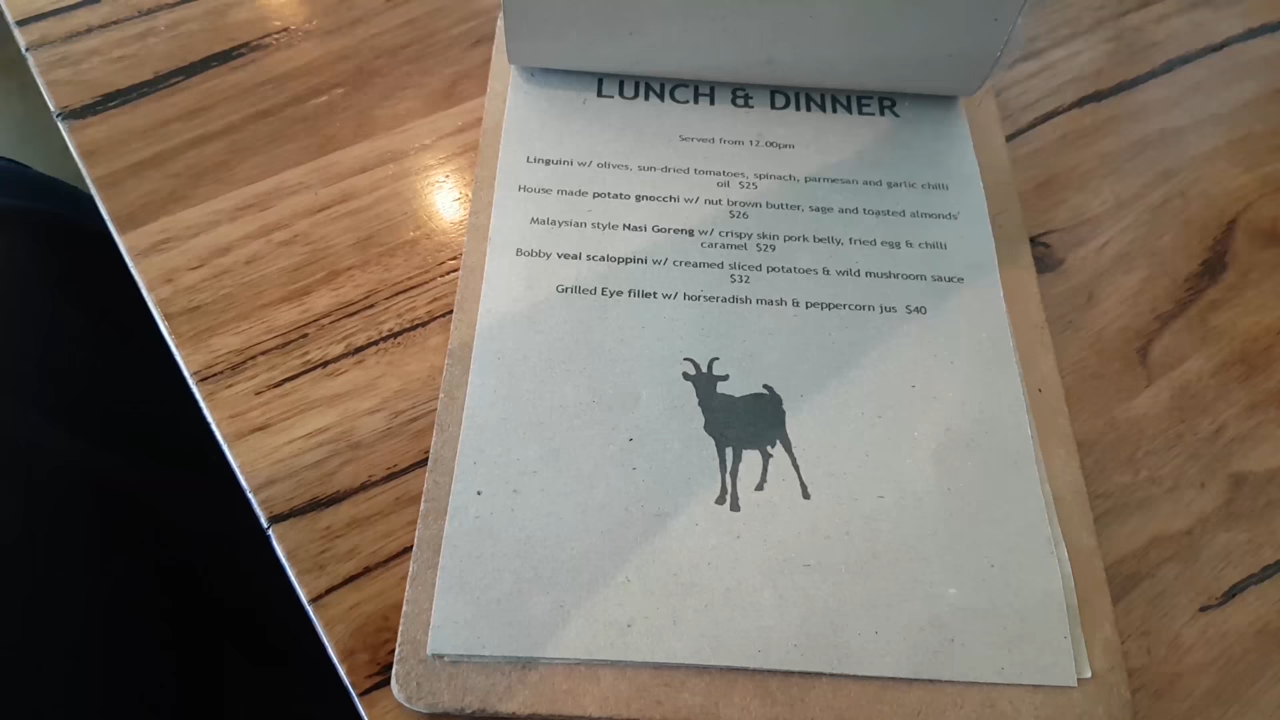 LUNCH & DINNER
Served from 12.00pm
Linguini w/ olives, sun-dried tomatoes, spinach, parmesan and garlic chilli
oil $25
House made potato gnocchi w/ nut brown butter, sage and toasted almonds
$26
Malaysian style Nasi Goreng w/ crispy skin pork belly, fried egg & chilli
caramel $29
Bobby veal scaloppini w/ creamed sliced potatoes & wild mushroom sauce
$32
Grilled Eye fillet w/ horseradish mash & peppercorn jus $40